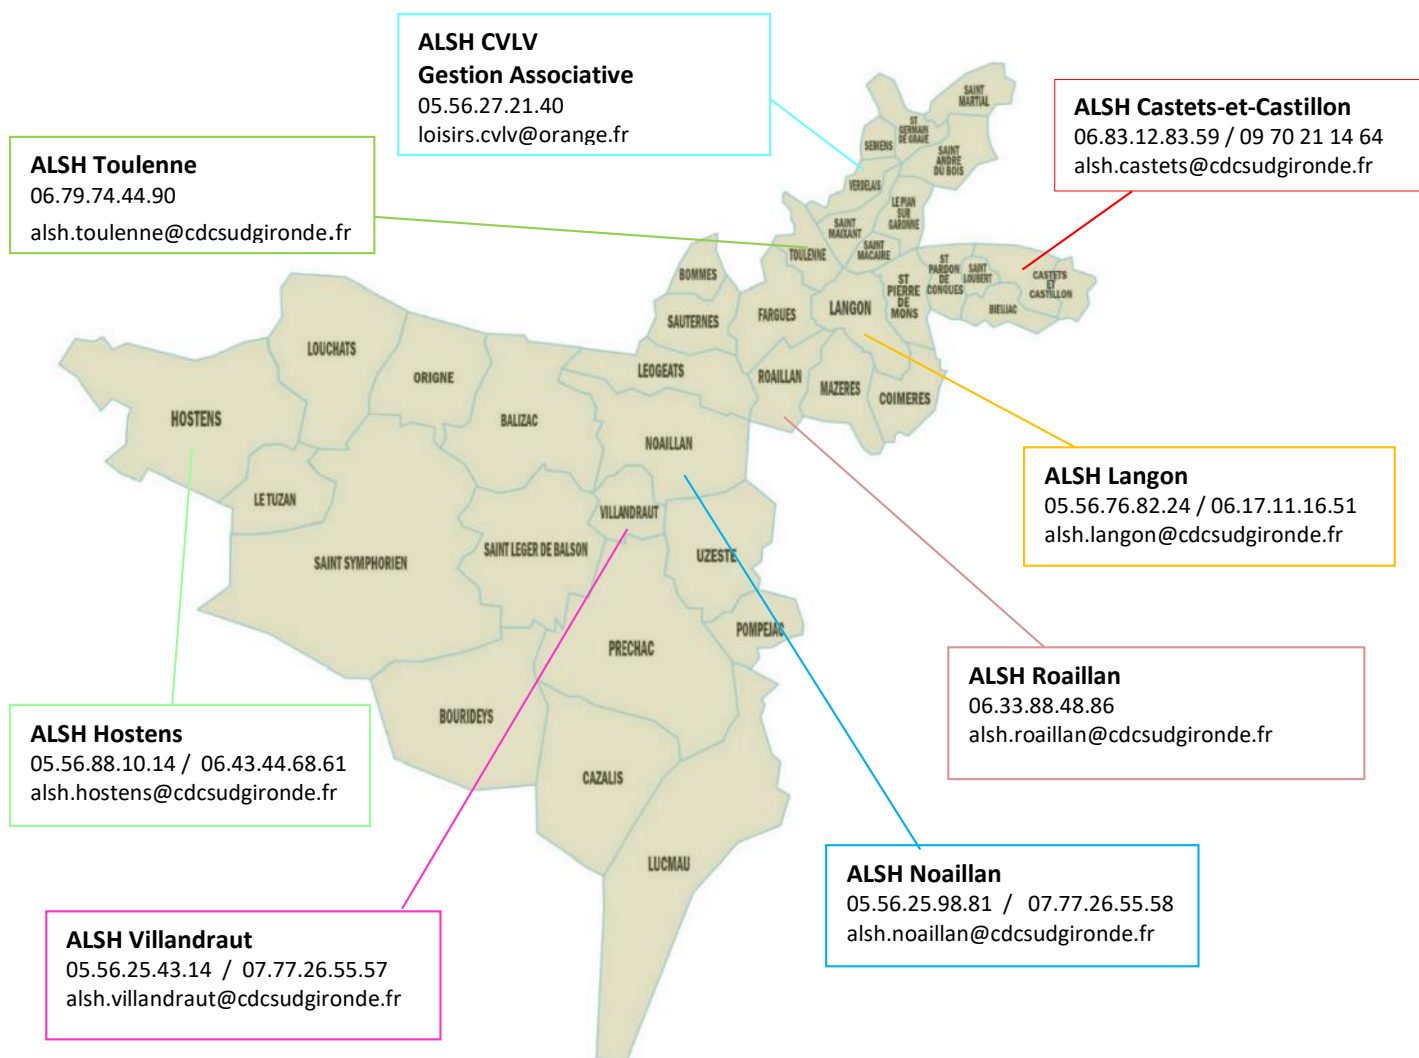 ALSH CVLV
Gestion Associative
05.56.27.21.40
loisirs.cvlv@orange.fr
ALSH Castets-et-Castillon
06.83.12.83.59 / 09 70 21 14 64
alsh.castets@cdcsudgironde.fr
ALSH Toulenne
06.79.74.44.90
alsh.toulenne@cdcsudgironde.fr
SAINT
MARTIAL
ST
GERMAIN
DE GRAVE
SEMENS
SAINT
ANDRE
DU BOIS
VERDELAIS
LE PIAN
SUR
GARONNE
SAINT
MAIXANT
SAINT
MACAIRE
TOULENNE
BOMMES
ST
PARDON
DE
CONQUES
SAINT
LOUBERT
CASTETS
ET
CASTILLON
BIEUJAC
ST
PIERRE
DE
MONS
LANGON
FARGUES
SAUTERNES
LOUCHATS
ORIGNE
LEOGEATS
ROAILLAN
MAZERES
COIMERES
HOSTENS
BALIZAC
NOAILLAN
LE TUZAN
VILLANDRAUT
SAINT SYMPHORIEN
SAINT LEGER DE BALSON
UZESTE
POMPEJAC
PRECHAC
BOURIDEYS
CAZALIS
LUCMAU
ALSH Langon
05.56.76.82.24 / 06.17.11.16.51
alsh.langon@cdcsudgironde.fr
ALSH Roaillan
06.33.88.48.86
alsh.roaillan@cdcsudgironde.fr
ALSH Hostens
05.56.88.10.14 / 06.43.44.68.61
alsh.hostens@cdcsudgironde.fr
ALSH Noaillan
05.56.25.98.81 / 07.77.26.55.58
alsh.noaillan@cdcsudgironde.fr
ALSH Villandraut
05.56.25.43.14 / 07.77.26.55.57
alsh.villandraut@cdcsudgironde.fr